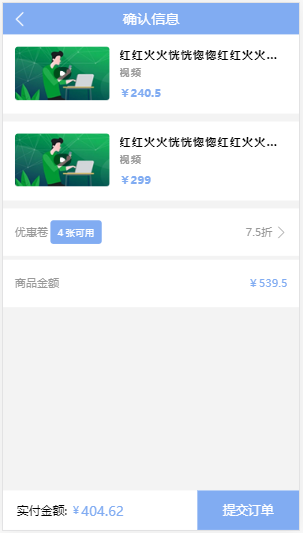 确认信息
红红火火恍恍惚惚红红火火...
视频
￥240.5
红红火火恍恍惚惚红红火火...
视频
￥299
优惠卷 4 张可用 7.5折
商品金额 ￥539.5
实付金额: ￥404.62 提交订单